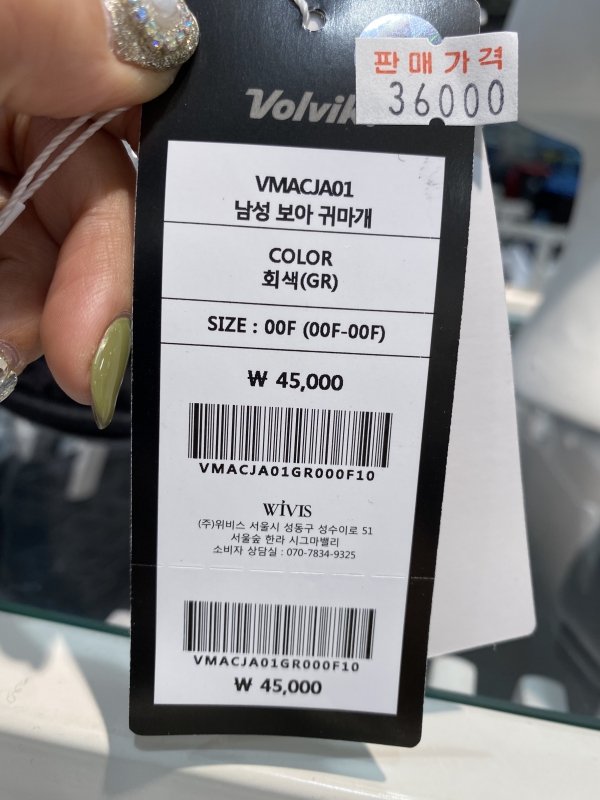 판매가격
36000
Volvik
VMACJA01
남성 보아 귀마개
COLOR
회색(GR)
SIZE : 00F (00F-00F)
₩ 45,000
VMACJA01GR000F10
WIVIS
(주)위비스 서울시 성동구 성수이로 51
서울숲 한라 시그마밸리
소비자 상담실 : 070-7834-9325
VMACJA01GR000F10
₩ 45,000